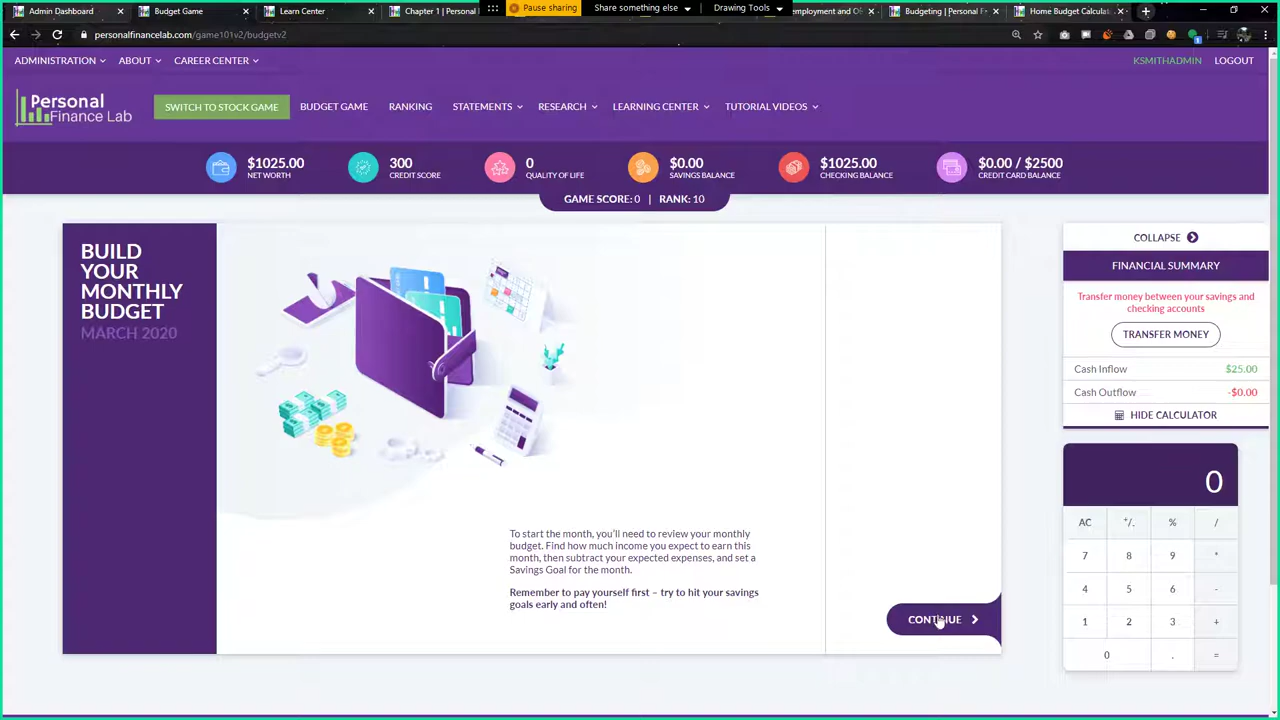 Admin Dashboard
Budget Game
Learn Center
Chapter 1 | Personal
Pause sharing
Share something else
Drawing Tools
Budgeting | Personal F
Home Budget Calculat
personalfinancelab.com/game101v2/budgetv2
ADMINISTRATION
ABOUT
CAREER CENTER
KSMITHADMIN
LOGOUT
Personal
Finance Lab
SWITCH TO STOCK GAME
BUDGET GAME
RANKING
STATEMENTS
RESEARCH
LEARNING CENTER
TUTORIAL VIDEOS
$1025.00
NET WORTH
300
CREDIT SCORE
0
QUALITY OF LIFE
$0.00
SAVINGS BALANCE
$1025.00
CHECKING BALANCE
$0.00 / $2500
CREDIT CARD BALANCE
GAME SCORE: 0 | RANK: 10
BUILD
YOUR
MONTHLY
BUDGET
MARCH 2020
To start the month, you'll need to review your monthly
budget. Find how much income you expect to earn this
month, then subtract your expected expenses, and set a
Savings Goal for the month.
Remember to pay yourself first – try to hit your savings
goals early and often!
CONTINUE
COLLAPSE
FINANCIAL SUMMARY
Transfer money between your savings and
checking accounts
TRANSFER MONEY
Cash Inflow $25.00
Cash Outflow -$0.00
HIDE CALCULATOR
0
AC +/- % /
7 8 9 *
4 5 6 -
1 2 3 +
0 . =